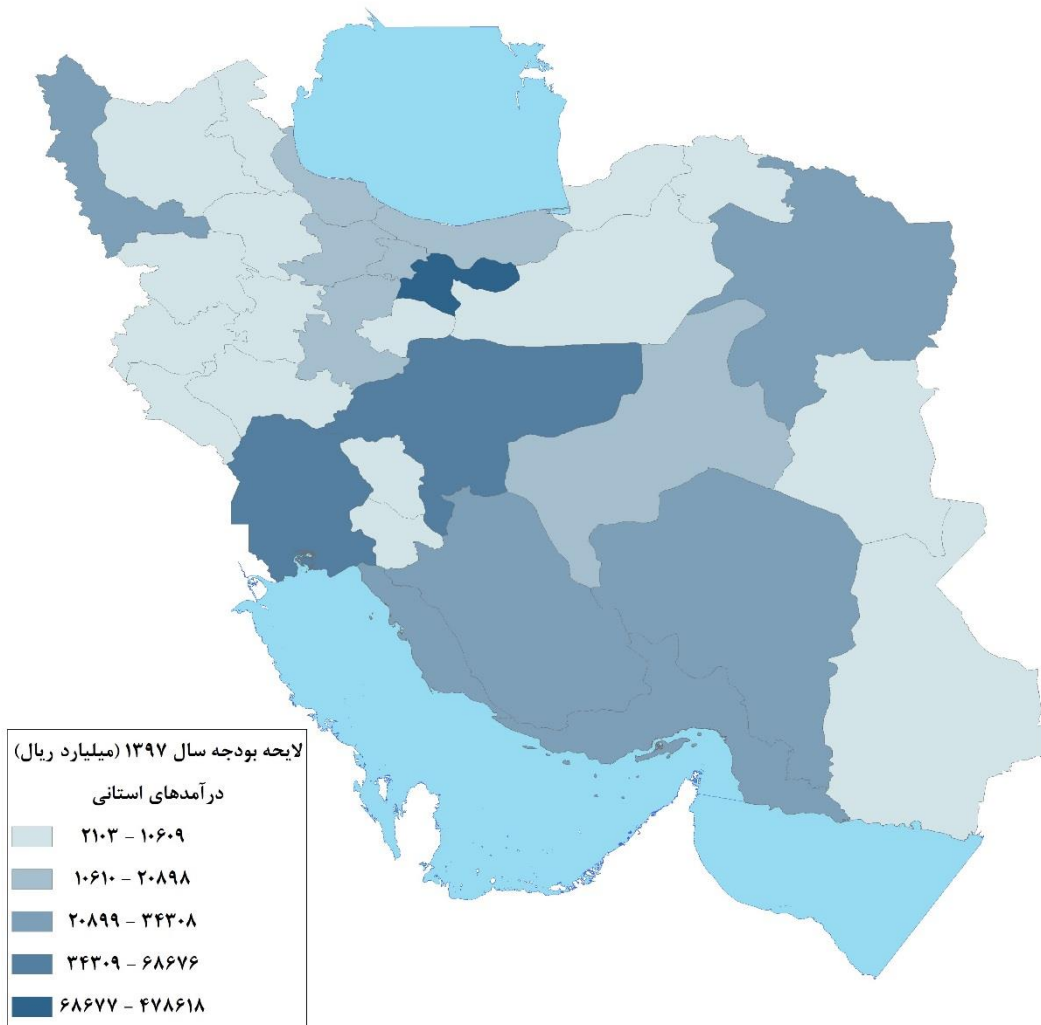 لایحه بودجه سال ۱۳۹۷ (میلیارد ریال)
درآمدهای استانی
۲۱۰۳ - ۱۰۶۰۹
۱۰۶۱۰ - ۲۰۸۹۸
۲۰۸۹۹ - ۳۴۳۰۸
۳۴۳۰۹ - ۶۸۶۷۶
۶۸۶۷۷ - ۴۷۸۶۱۸